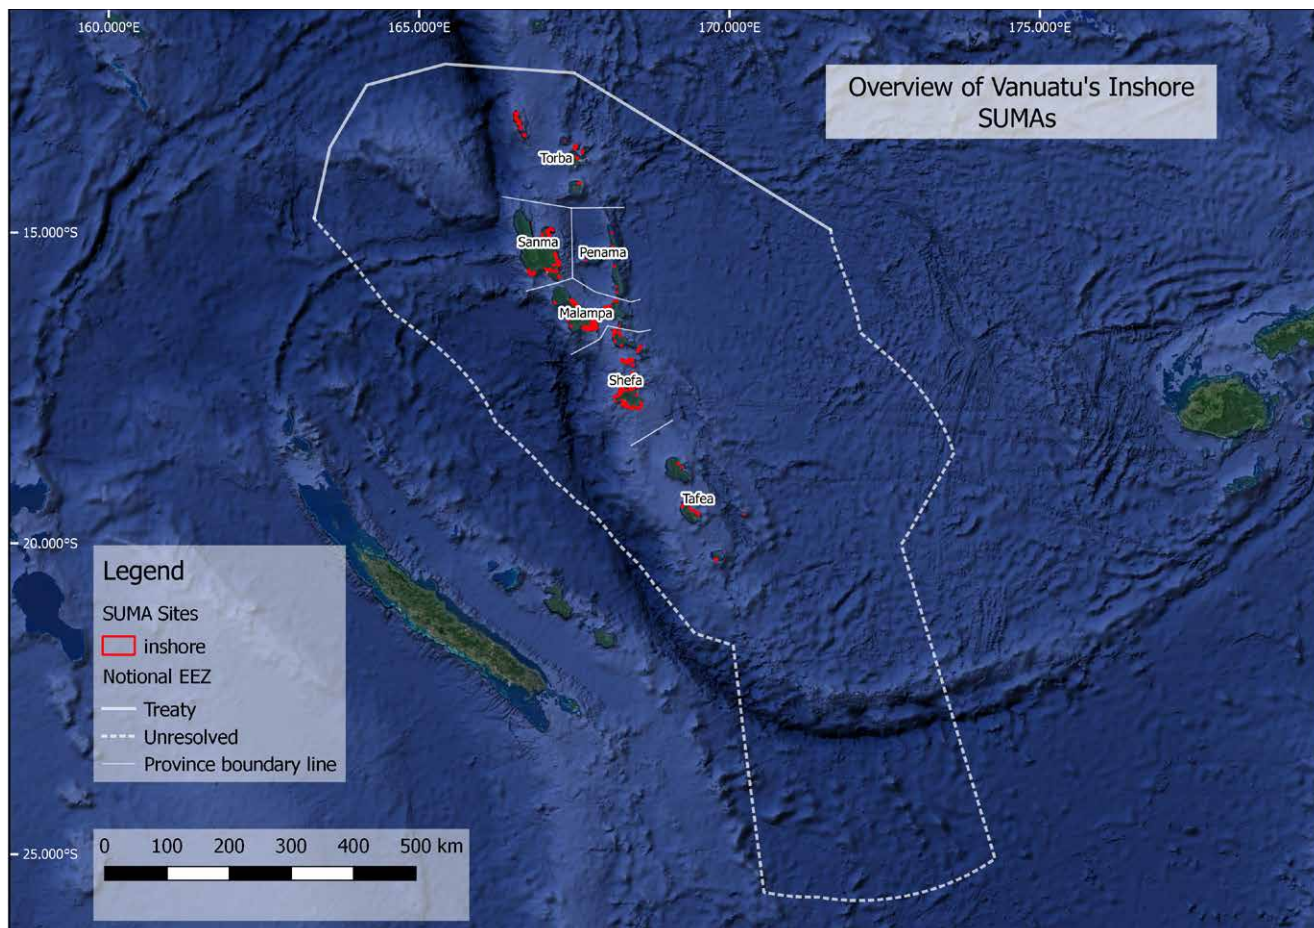 160.000°E 165.000°E 170.000°E 175.000°E
Overview of Vanuatu's Inshore
SUMAs
Torba
15.000°S
Sanma
Penama
Malampa
Shefa
Tafea
20.000°S
Legend
SUMA Sites
inshore
Notional EEZ
Treaty
Unresolved
Province boundary line
0 100 200 300 400 500 km
25.000°S